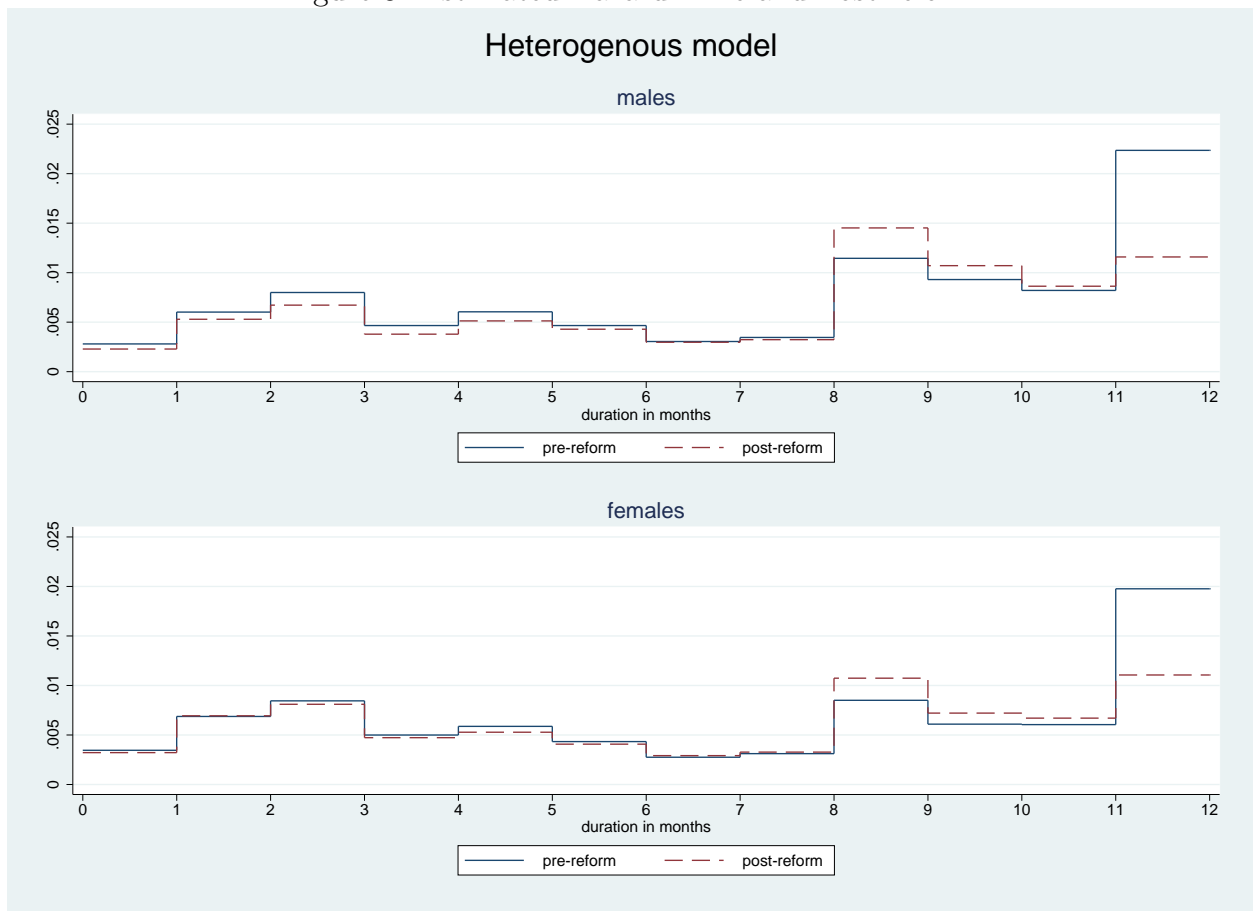 Heterogenous model
males
.025
.02
.015
.01
.005
0
0 1 2 3 4 5 6 7 8 9 10 11 12
duration in months
pre-reform post-reform
females
.025
.02
.015
.01
.005
0
0 1 2 3 4 5 6 7 8 9 10 11 12
duration in months
pre-reform post-reform